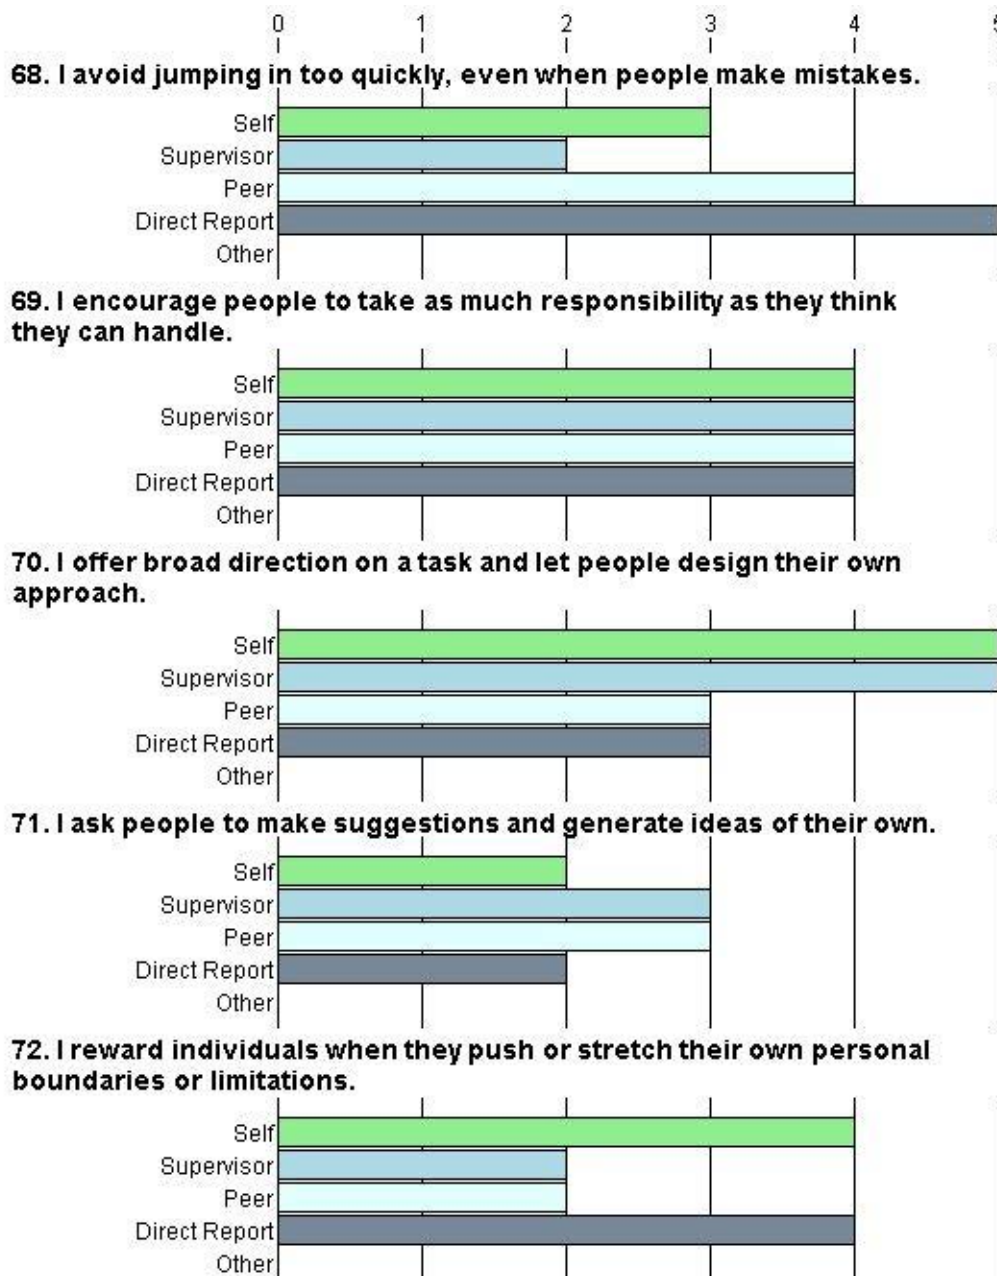 0 1 2 3 4 5
68. I avoid jumping in too quickly, even when people make mistakes.
Self
Supervisor
Peer
Direct Report
Other
69. I encourage people to take as much responsibility as they think
they can handle.
Self
Supervisor
Peer
Direct Report
Other
70. I offer broad direction on a task and let people design their own
approach.
Self
Supervisor
Peer
Direct Report
Other
71. I ask people to make suggestions and generate ideas of their own.
Self
Supervisor
Peer
Direct Report
Other
72. I reward individuals when they push or stretch their own personal
boundaries or limitations.
Self
Supervisor
Peer
Direct Report
Other